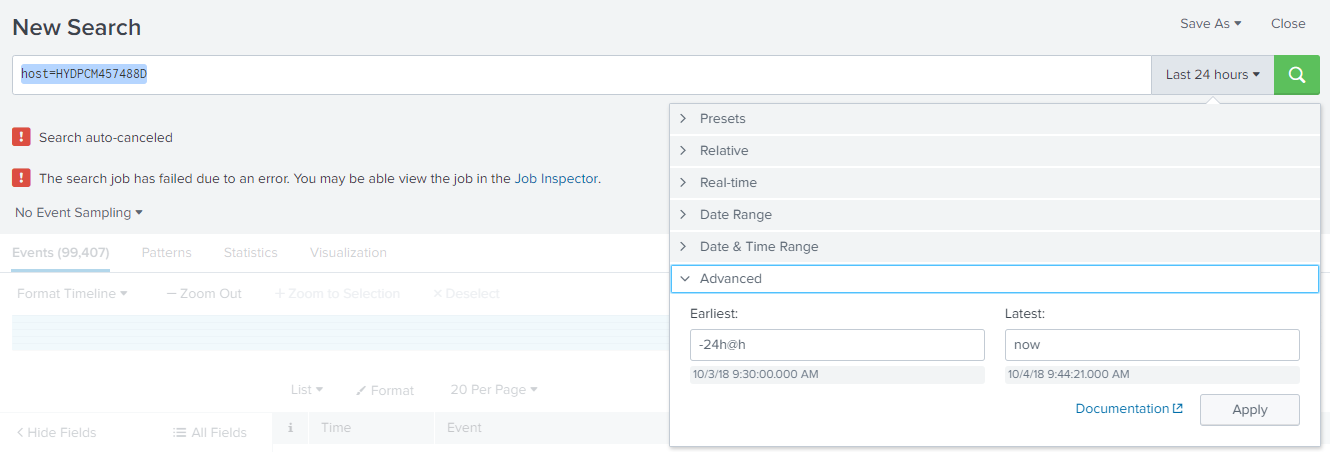 New Search
Save As
Close
host=HYDPCM457488D
Last 24 hours
Presets
Relative
Real-time
Date Range
Date & Time Range
Advanced
Earliest:
Latest:
-24h@h
now
10/3/18 9:30:00.000 AM
10/4/18 9:44:21.000 AM
Documentation
Apply
Search auto-canceled
The search job has failed due to an error. You may be able view the job in the Job Inspector.
No Event Sampling
Events (99,407)
Patterns
Statistics
Visualization
Format Timeline
— Zoom Out
+ Zoom to Selection
× Deselect
List
Format
20 Per Page
< Hide Fields
All Fields
i
Time
Event